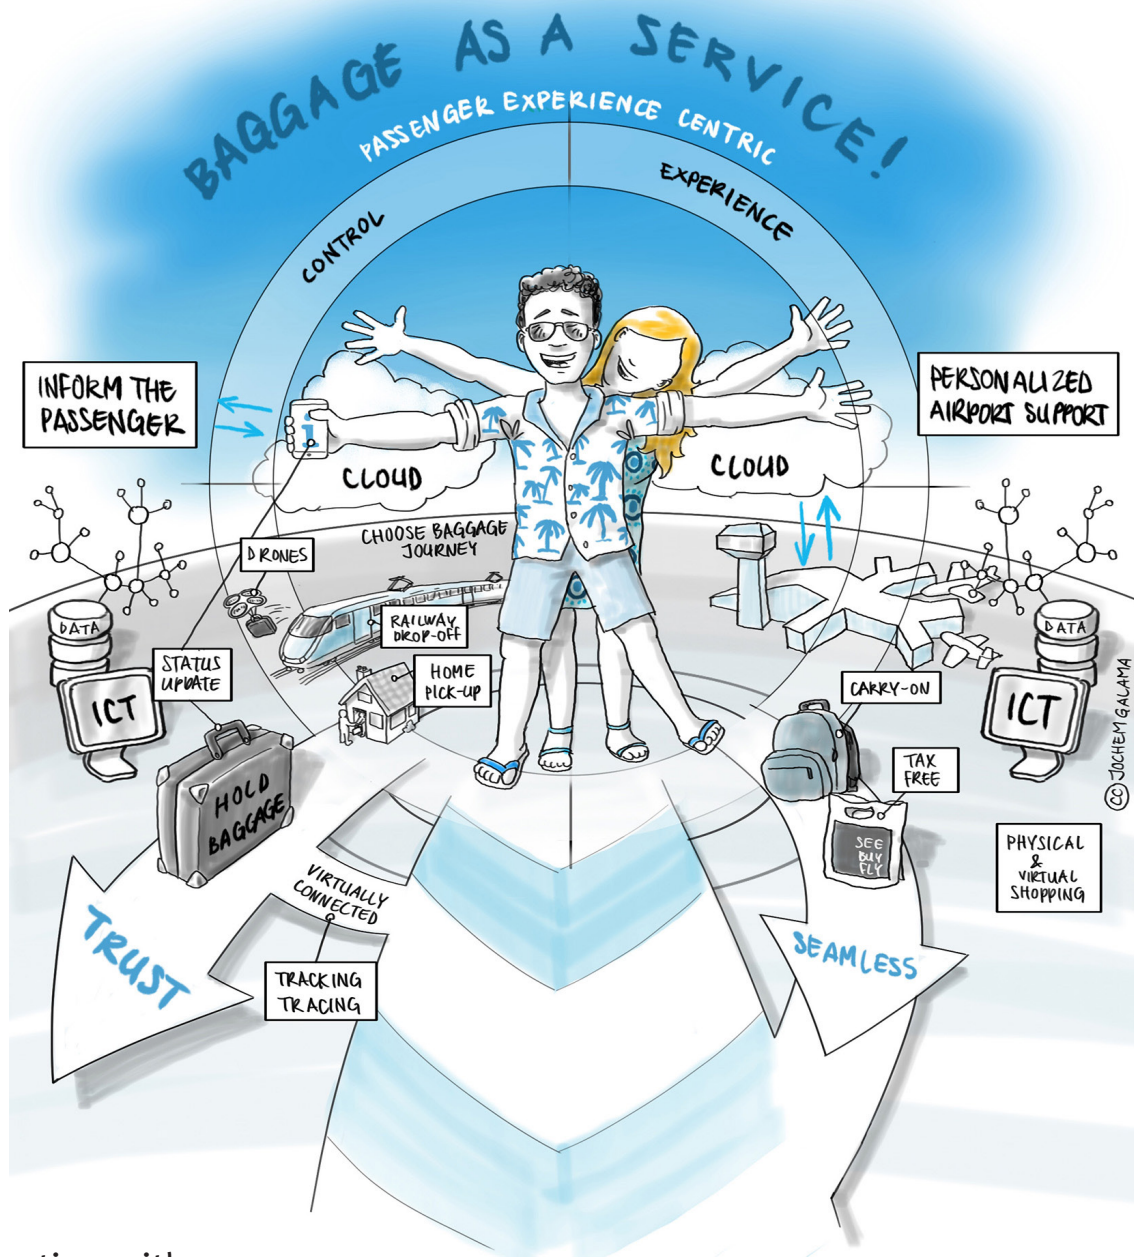 BAGGAGE AS A SERVICE!
PASSENGER EXPERIENCE CENTRIC
CONTROL
EXPERIENCE
INFORM THE
PASSENGER
PERSONALIZED
AIRPORT SUPPORT
i
CLOUD
CLOUD
CHOOSE BAGGAGE
JOURNEY
DRONES
RAILWAY
DROP-OFF
HOME
PICK-UP
DATA
ICT
STATUS
UPDATE
DATA
ICT
CARRY-ON
TAX
FREE
SEE
BUY
FLY
PHYSICAL
&
VIRTUAL
SHOPPING
(CC) JOCHEM GALAMA
HOLD
BAGGAGE
VIRTUALLY
CONNECTED
TRACKING
TRACING
TRUST
SEAMLESS